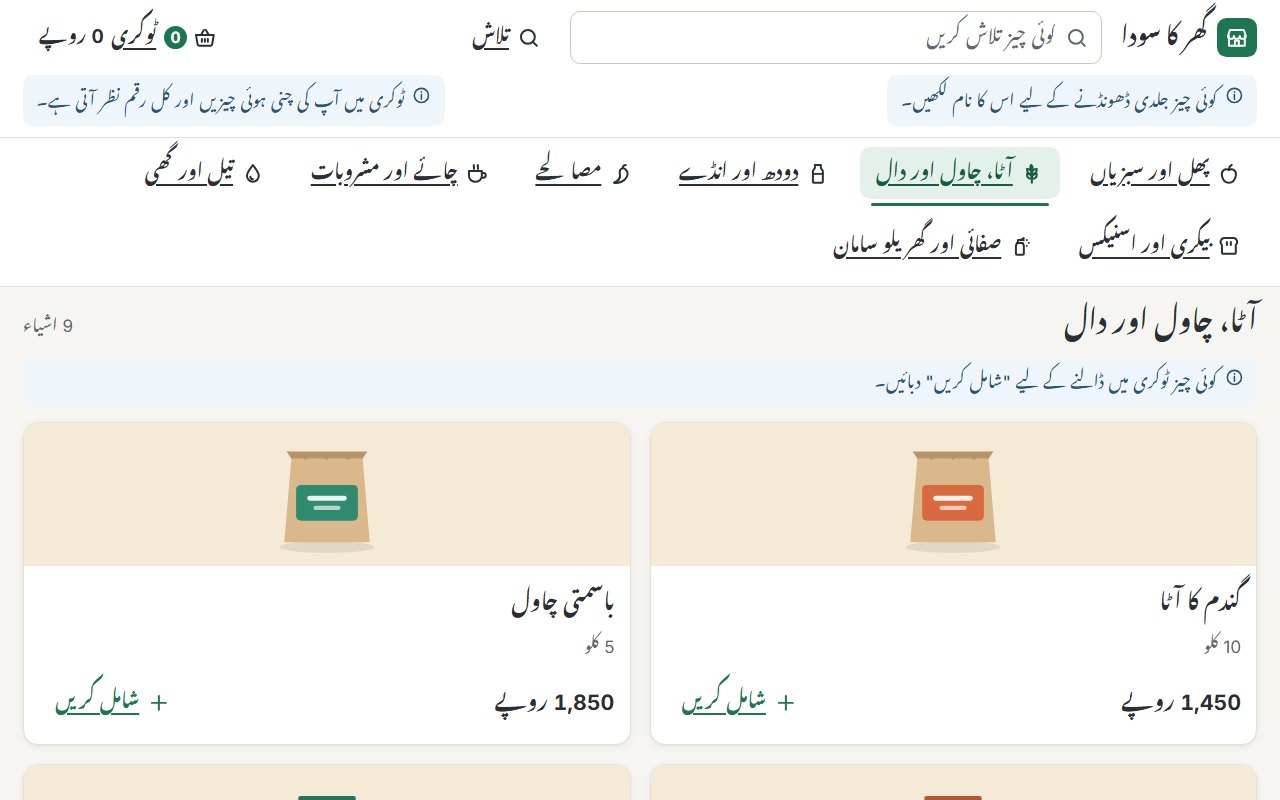 گھر کا سودا
کوئی چیز تلاش کریں
تلاش
0 ٹوکری 0 روپے
کوئی چیز جلدی ڈھونڈنے کے لیے اس کا نام لکھیں۔
ٹوکری میں آپ کی چنی ہوئی چیزیں اور کل رقم نظر آتی ہے۔
پھل اور سبزیاں
آٹا، چاول اور دال
دودھ اور انڈے
مصالحے
چائے اور مشروبات
تیل اور گھی
بیکری اور اسنیکس
صفائی اور گھریلو سامان
آٹا، چاول اور دال
9 اشیاء
کوئی چیز ٹوکری میں ڈالنے کے لیے "شامل کریں" دبائیں۔
گندم کا آٹا
10 کلو
1,450 روپے
شامل کریں
باسمتی چاول
5 کلو
1,850 روپے
شامل کریں